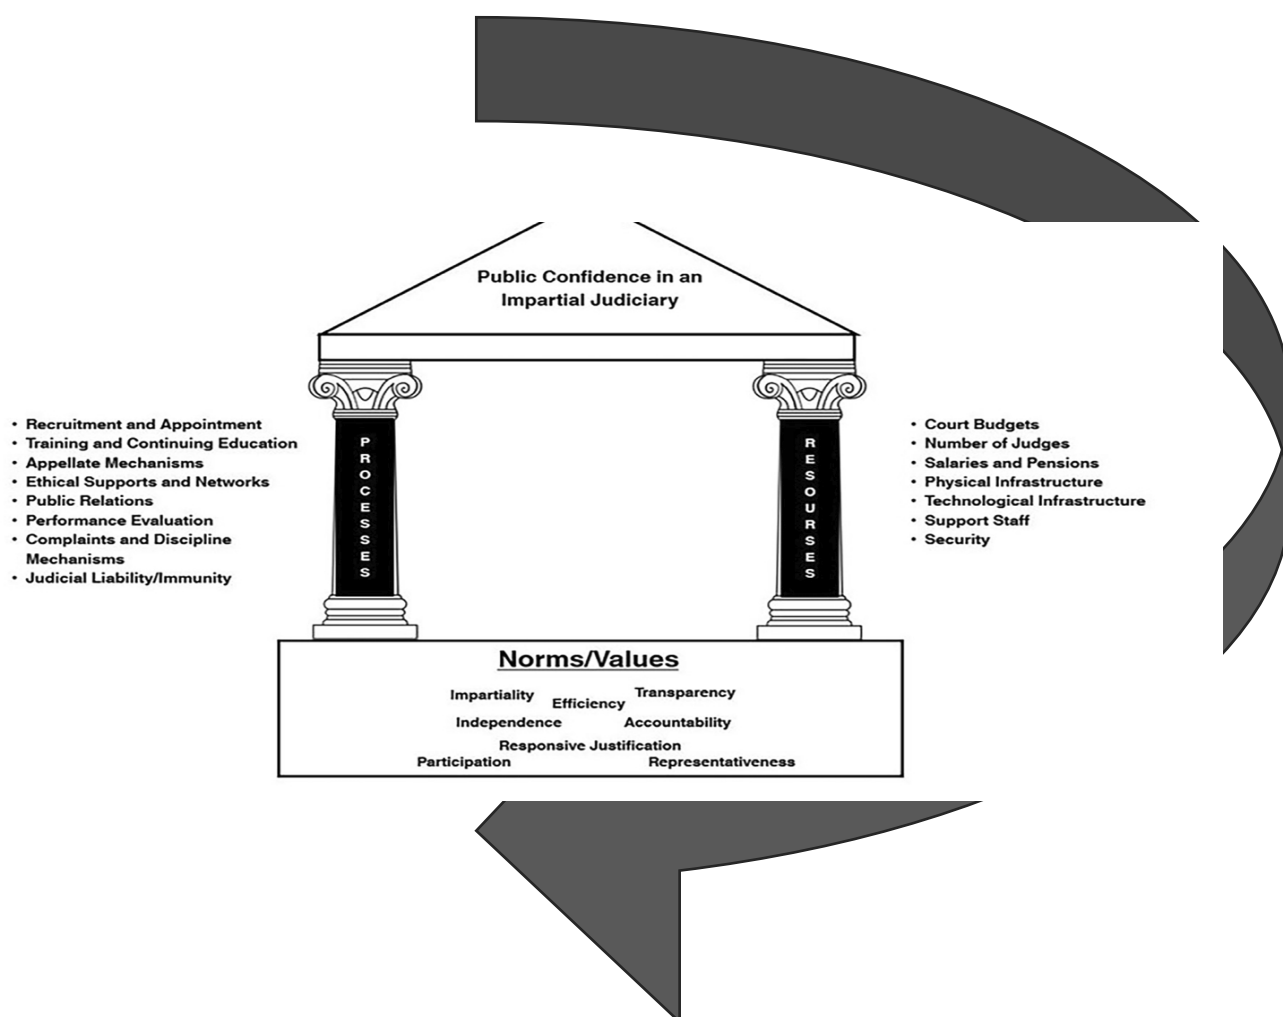 Public Confidence in an
Impartial Judiciary
• Recruitment and Appointment
• Training and Continuing Education
• Appellate Mechanisms
• Ethical Supports and Networks
• Public Relations
• Performance Evaluation
• Complaints and Discipline
Mechanisms
• Judicial Liability/Immunity
PROCESSES
RESOURSES
• Court Budgets
• Number of Judges
• Salaries and Pensions
• Physical Infrastructure
• Technological Infrastructure
• Support Staff
• Security
Norms/Values
Impartiality Efficiency Transparency
Independence Accountability
Responsive Justification
Participation Representativeness